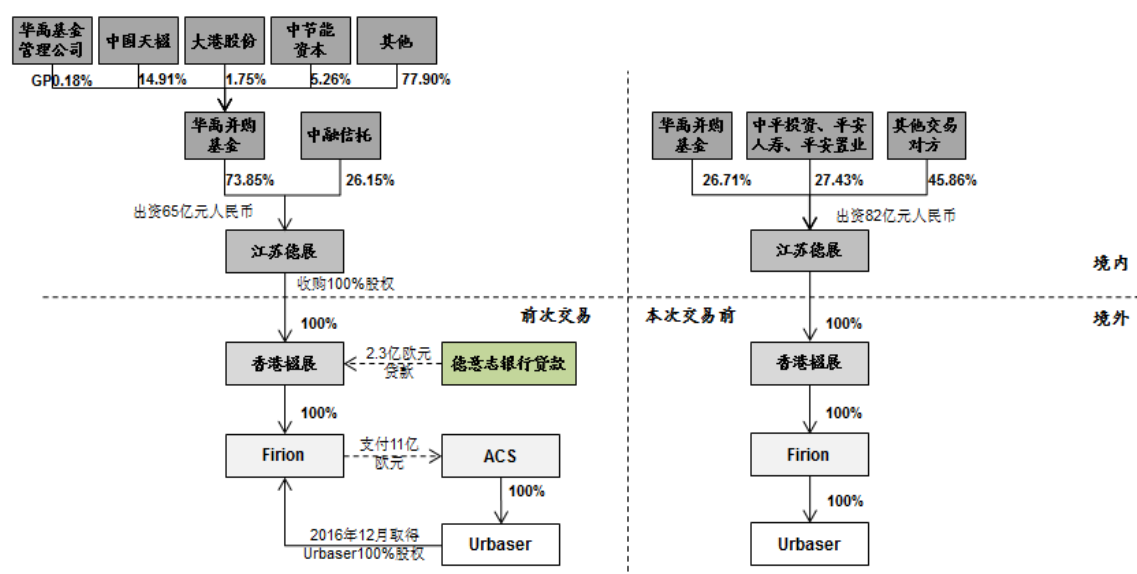 华禹基金
管理公司
中国天楹
大港股份
中节能
资本
其他
GP0.18%
14.91%
1.75%
5.26%
77.90%
华禹并购
基金
中融信托
73.85%
26.15%
出资65亿元人民币
江苏德展
收购100%股权
前次交易
100%
香港楹展
2.3亿欧元
贷款
德意志银行贷款
100%
Firion
支付11亿
欧元
ACS
100%
2016年12月取得
Urbaser100%股权
Urbaser
华禹并购
基金
中平投资、平安
人寿、平安置业
其他交易
对方
26.71%
27.43%
45.86%
出资82亿元人民币
江苏德展
境内
本次交易前
境外
100%
香港楹展
100%
Firion
100%
Urbaser